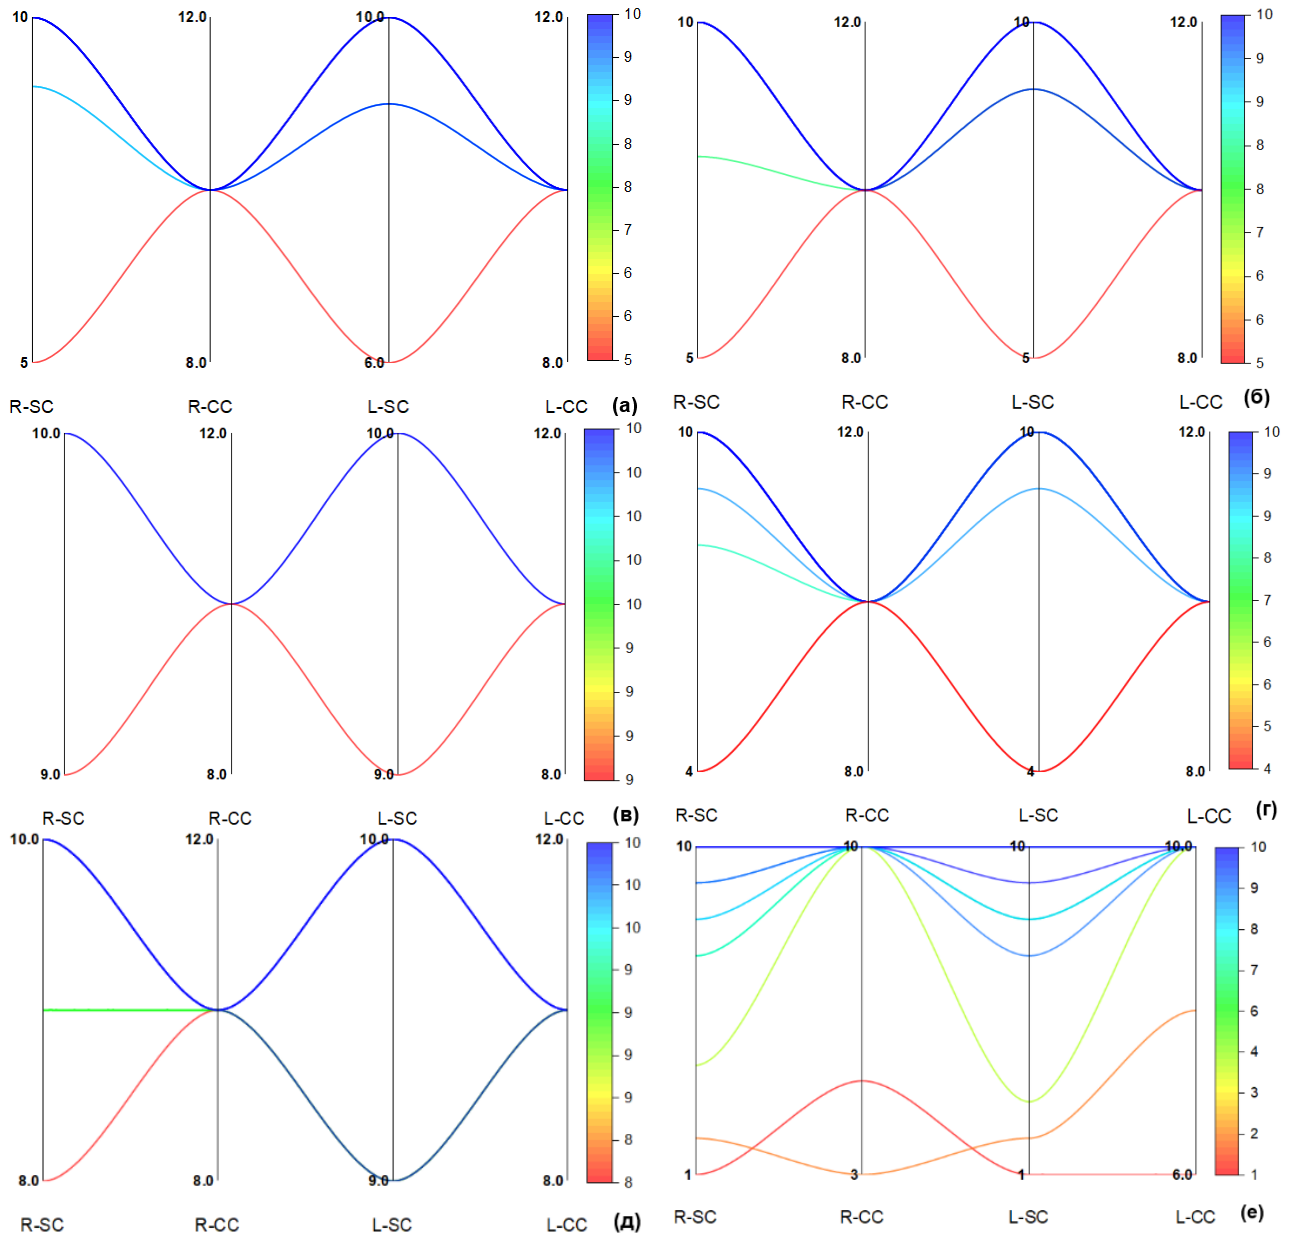 10 12.0 10.0 12.0 10
9
9
8
8
7
6
6
5 8.0 6.0 8.0 5
R-SC R-CC L-SC L-CC (а)
10 12.0 10 12.0 10
9
9
8
8
7
6
6
5 8.0 5 8.0 5
R-SC R-CC L-SC L-CC (б)
10.0 12.0 10.0 12.0 10
10
10
10
10
9
9
9
9.0 8.0 9.0 8.0 9
R-SC R-CC L-SC L-CC (в)
10 12.0 10 12.0 10
9
9
8
7
6
6
5
4 8.0 4 8.0 4
R-SC R-CC L-SC L-CC (г)
10.0 12.0 10.0 12.0 10
10
10
9
9
9
8
8
8.0 8.0 9.0 8.0 8
R-SC R-CC L-SC L-CC (д)
10 10 10 10.0 10
9
8
7
6
4
3
2
1 3 1 6.0 1
R-SC R-CC L-SC L-CC (е)